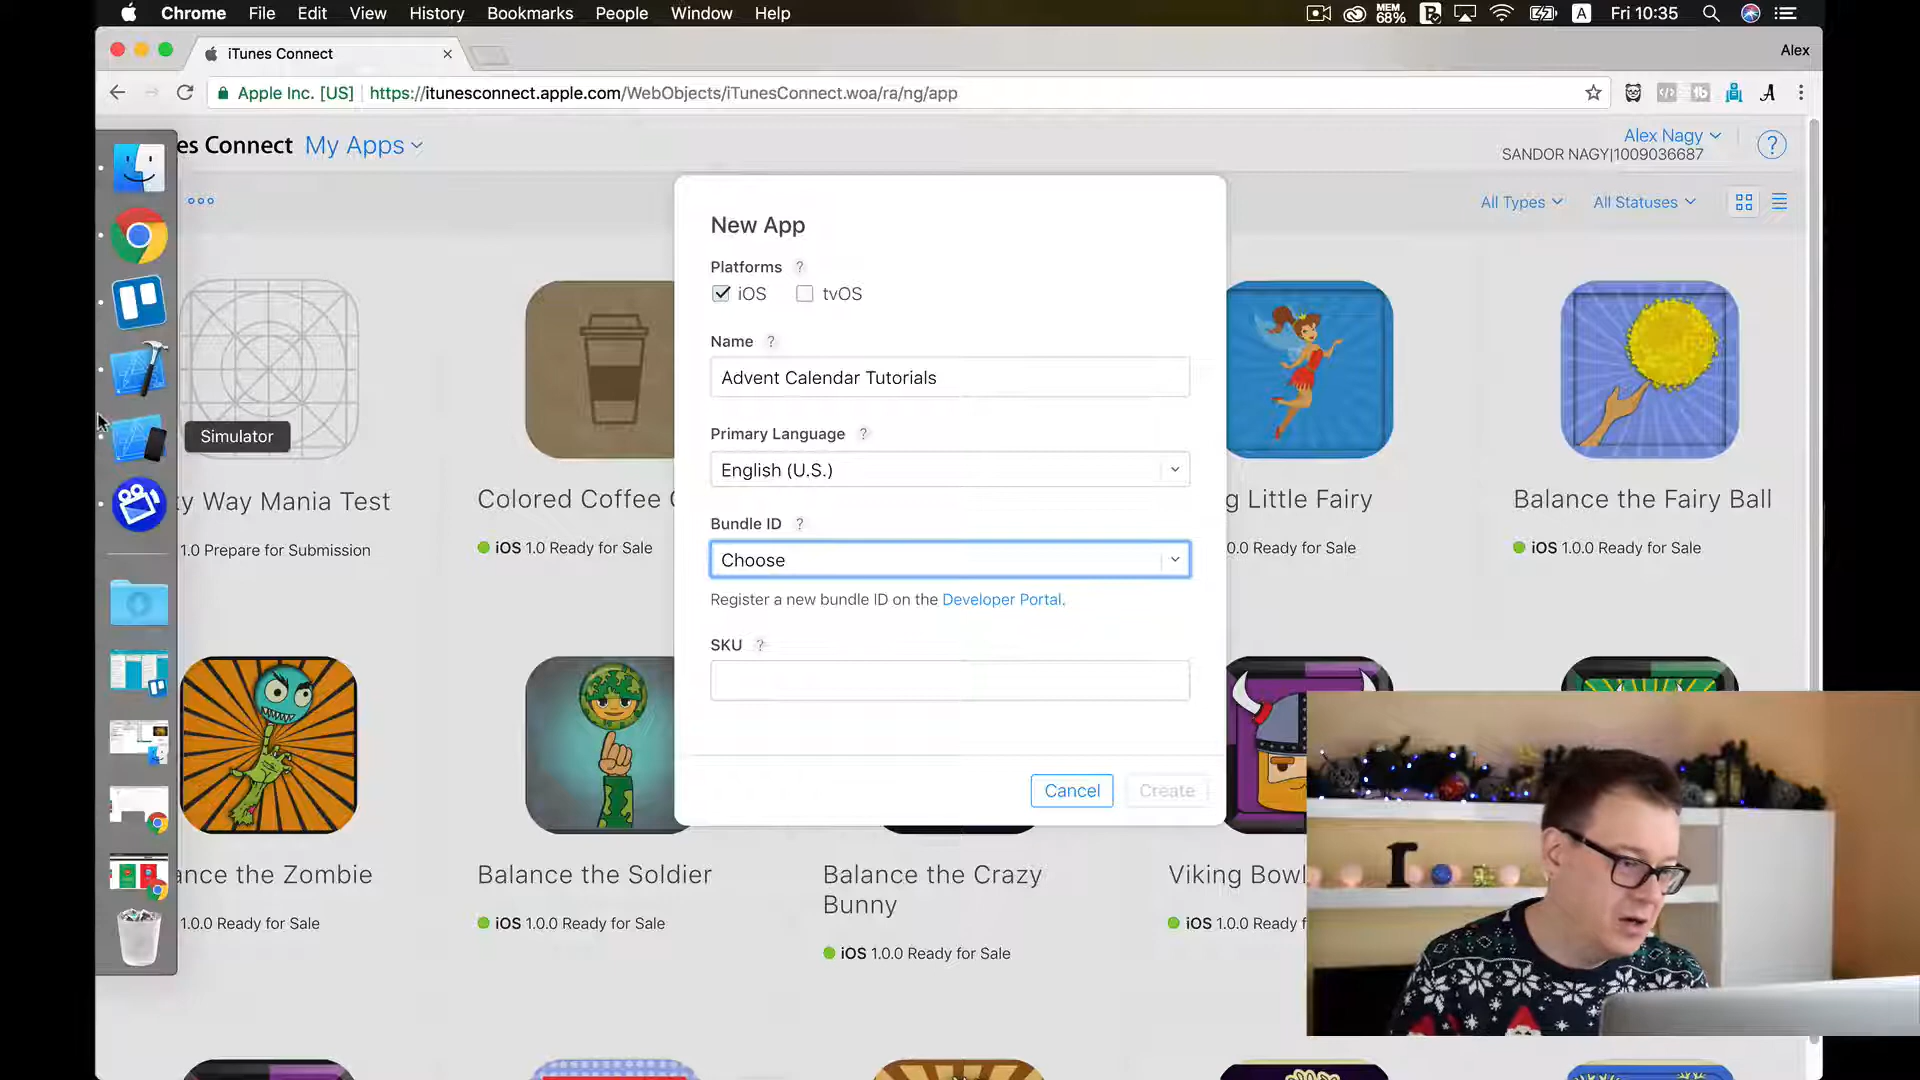 Chrome File Edit View History Bookmarks People Window Help
MEM 68% A Fri 10:35
iTunes Connect
Alex
Apple Inc. [US] https://itunesconnect.apple.com/WebObjects/iTunesConnect.woa/ra/ng/app
es Connect My Apps
Alex Nagy
SANDOR NAGY|1009036687
?
All Types All Statuses
New App
Platforms ?
iOS tvOS
Name ?
Advent Calendar Tutorials
Primary Language ?
English (U.S.)
Bundle ID ?
Choose
Register a new bundle ID on the Developer Portal.
SKU ?
Cancel Create
Simulator
y Way Mania Test
1.0 Prepare for Submission
Colored Coffee
iOS 1.0 Ready for Sale
g Little Fairy
0.0 Ready for Sale
Balance the Fairy Ball
iOS 1.0.0 Ready for Sale
ance the Zombie
1.0.0 Ready for Sale
Balance the Soldier
iOS 1.0.0 Ready for Sale
Balance the Crazy
Bunny
iOS 1.0.0 Ready for Sale
Viking Bowl
iOS 1.0.0 Ready for Sale